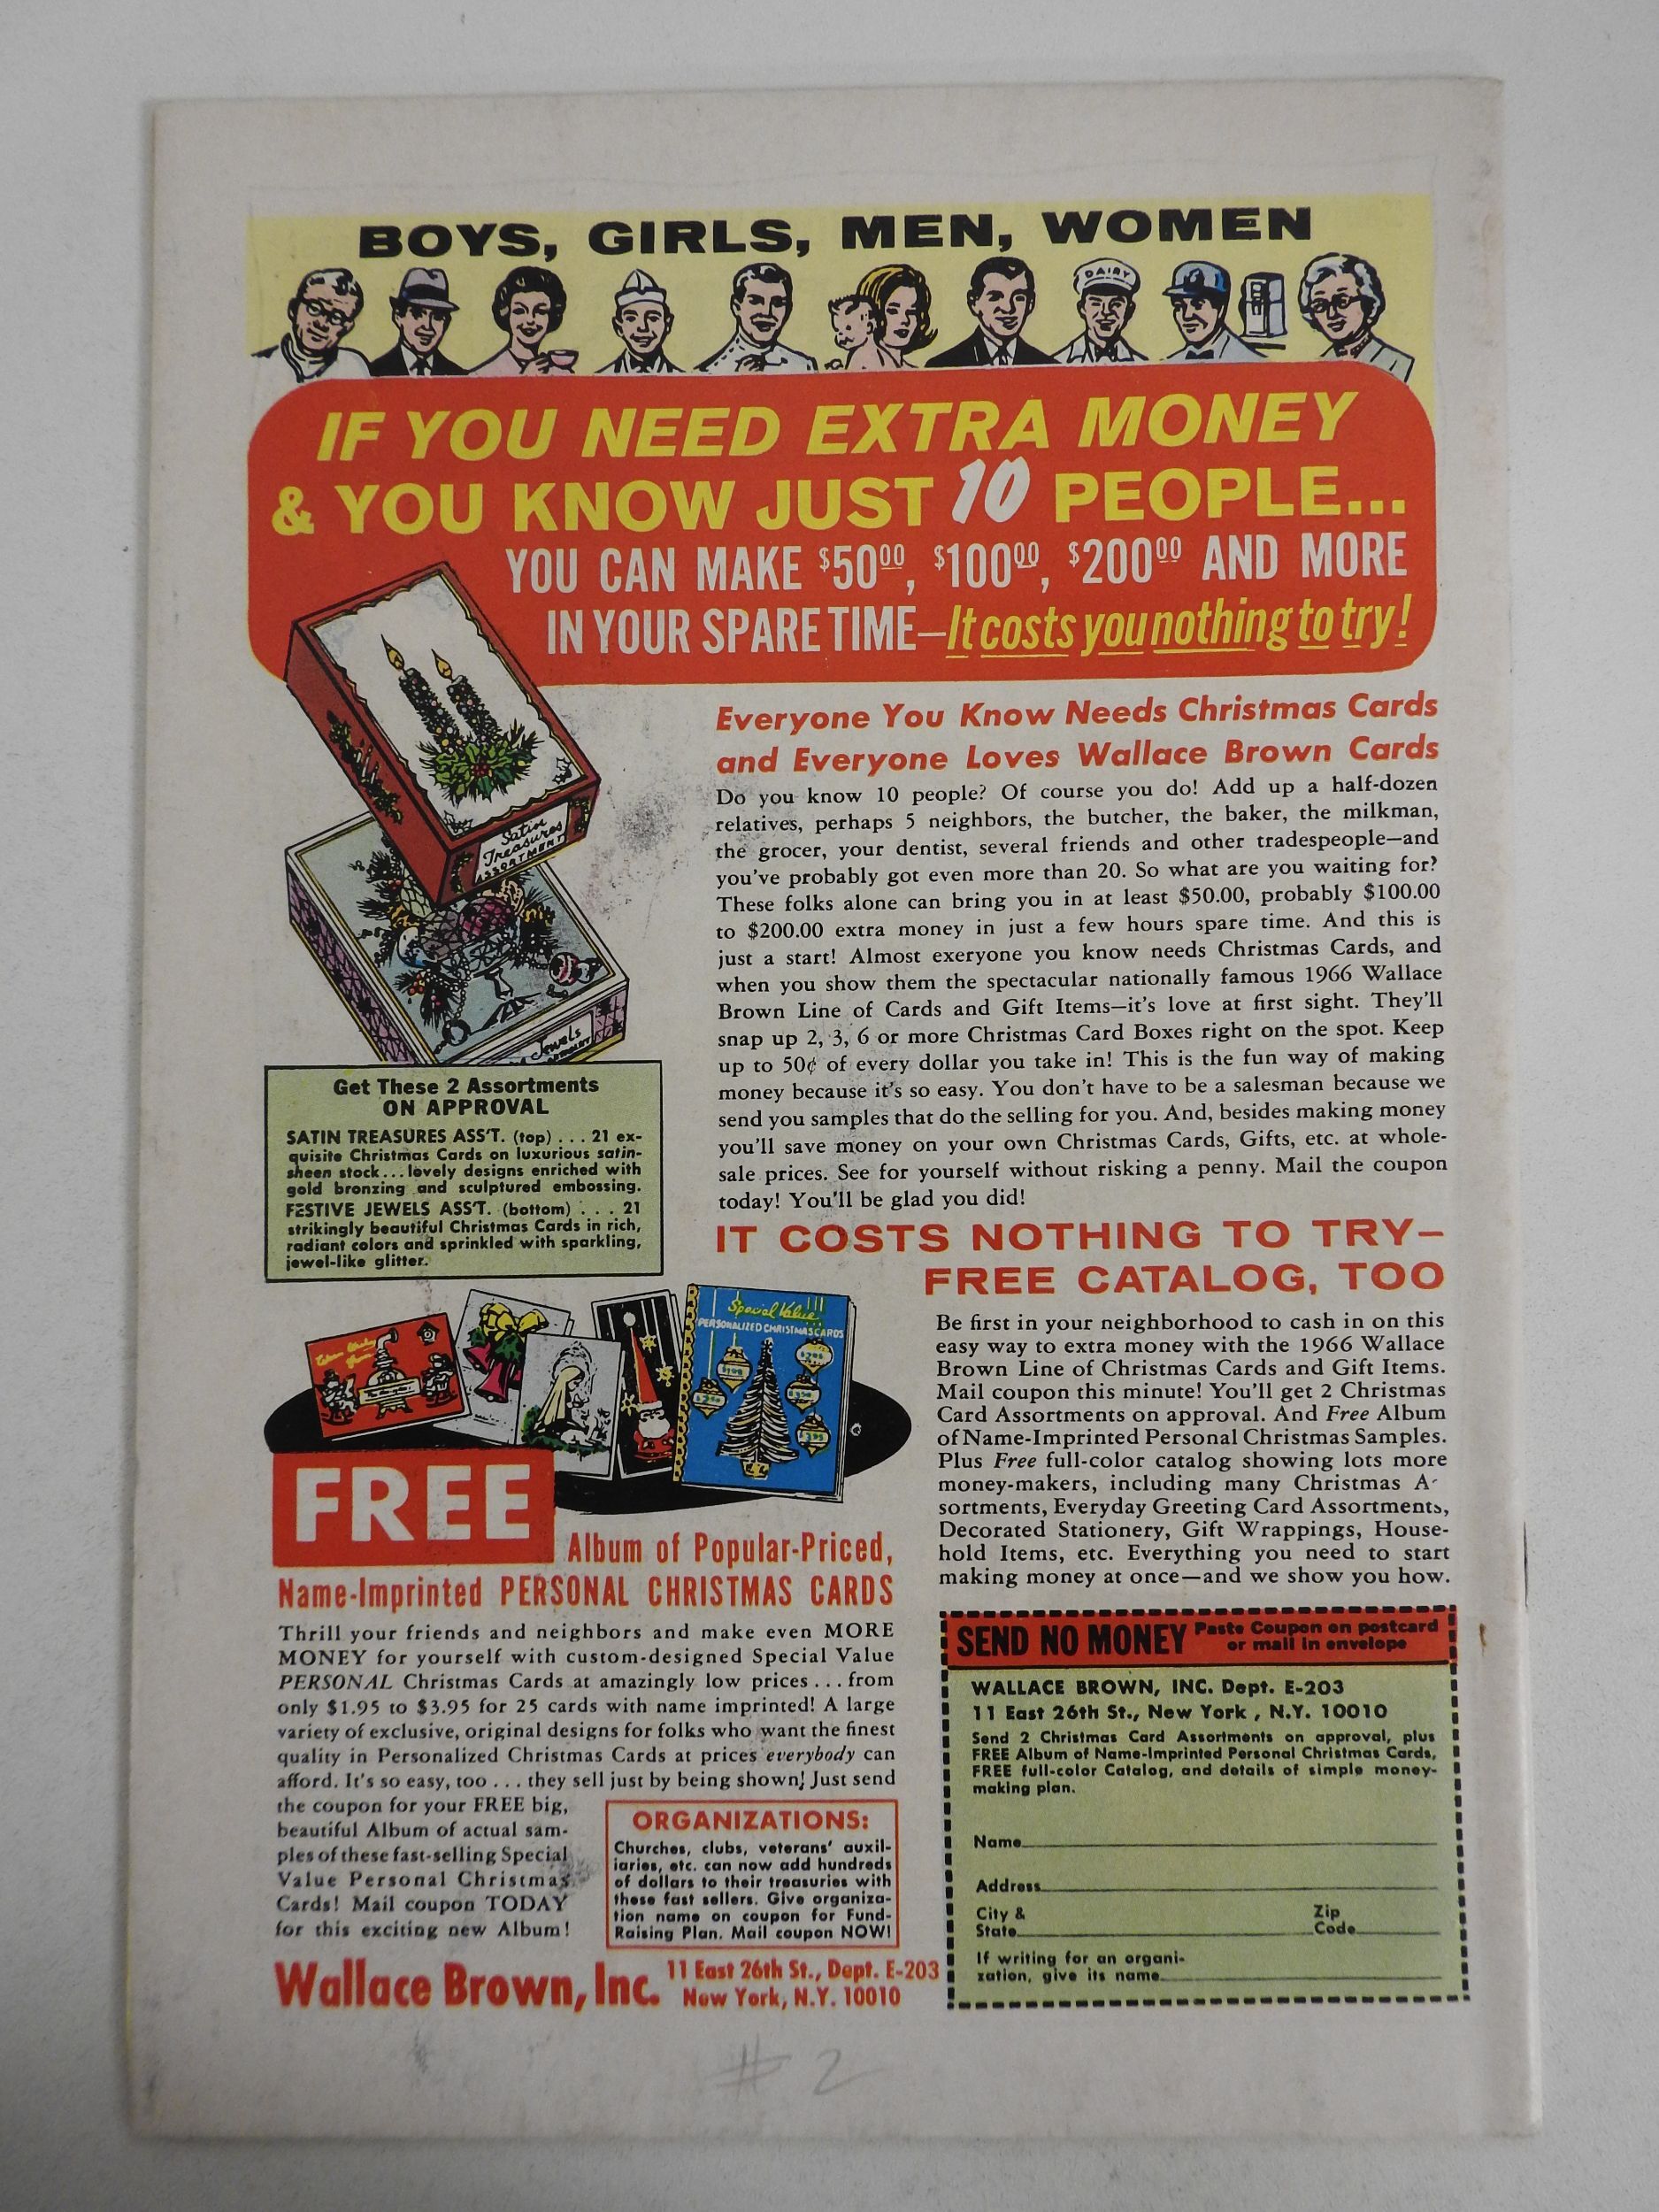 BOYS, GIRLS, MEN, WOMEN
DAIRY
IF YOU NEED EXTRA MONEY
& YOU KNOW JUST 10 PEOPLE...
YOU CAN MAKE $50.00, $100.00, $200.00 AND MORE
IN YOUR SPARE TIME—It costs you nothing to try!
Satin
Treasures
ASSORTMENT
Jewels
Everyone You Know Needs Christmas Cards
and Everyone Loves Wallace Brown Cards
Do you know 10 people? Of course you do! Add up a half-dozen
relatives, perhaps 5 neighbors, the butcher, the baker, the milkman,
the grocer, your dentist, several friends and other tradespeople—and
you've probably got even more than 20. So what are you waiting for?
These folks alone can bring you in at least $50.00, probably $100.00
to $200.00 extra money in just a few hours spare time. And this is
just a start! Almost exeryone you know needs Christmas Cards, and
when you show them the spectacular nationally famous 1966 Wallace
Brown Line of Cards and Gift Items—it's love at first sight. They'll
snap up 2, 3, 6 or more Christmas Card Boxes right on the spot. Keep
up to 50¢ of every dollar you take in! This is the fun way of making
money because it's so easy. You don't have to be a salesman because we
send you samples that do the selling for you. And, besides making money
you'll save money on your own Christmas Cards, Gifts, etc. at whole-
sale prices. See for yourself without risking a penny. Mail the coupon
today! You'll be glad you did!
Get These 2 Assortments
ON APPROVAL
SATIN TREASURES ASS'T. (top) . . . 21 ex-
quisite Christmas Cards on luxurious satin-
sheen stock . . . lovely designs enriched with
gold bronzing and sculptured embossing.
FESTIVE JEWELS ASS'T. (bottom) . . . 21
strikingly beautiful Christmas Cards in rich,
radiant colors and sprinkled with sparkling,
jewel-like glitter.
IT COSTS NOTHING TO TRY—
FREE CATALOG, TOO
Be first in your neighborhood to cash in on this
easy way to extra money with the 1966 Wallace
Brown Line of Christmas Cards and Gift Items.
Mail coupon this minute! You'll get 2 Christmas
Card Assortments on approval. And Free Album
of Name-Imprinted Personal Christmas Samples.
Plus Free full-color catalog showing lots more
money-makers, including many Christmas A
sortments, Everyday Greeting Card Assortments,
Decorated Stationery, Gift Wrappings, House-
hold Items, etc. Everything you need to start
making money at once—and we show you how.
Special Value
PERSONALIZED CHRISTMAS CARDS
FREE
Album of Popular-Priced,
Name-Imprinted PERSONAL CHRISTMAS CARDS
Thrill your friends and neighbors and make even MORE
MONEY for yourself with custom-designed Special Value
PERSONAL Christmas Cards at amazingly low prices . . . from
only $1.95 to $3.95 for 25 cards with name imprinted! A large
variety of exclusive, original designs for folks who want the finest
quality in Personalized Christmas Cards at prices everybody can
afford. It's so easy, too . . . they sell just by being shown! Just send
the coupon for your FREE big,
beautiful Album of actual sam-
ples of these fast-selling Special
Value Personal Christmas
Cards! Mail coupon TODAY
for this exciting new Album!
ORGANIZATIONS:
Churches, clubs, veterans' auxil-
iaries, etc. can now add hundreds
of dollars to their treasuries with
these fast sellers. Give organiza-
tion name on coupon for Fund-
Raising Plan. Mail coupon NOW!
Wallace Brown, Inc.
11 East 26th St., Dept. E-203
New York, N.Y. 10010
SEND NO MONEY
Paste Coupon on postcard
or mail in envelope
WALLACE BROWN, INC. Dept. E-203
11 East 26th St., New York , N.Y. 10010
Send 2 Christmas Card Assortments on approval, plus
FREE Album of Name-Imprinted Personal Christmas Cards,
FREE full-color Catalog, and details of simple money-
making plan.
Name
Address
City & State Zip Code
If writing for an organi-
zation, give its name
# 2